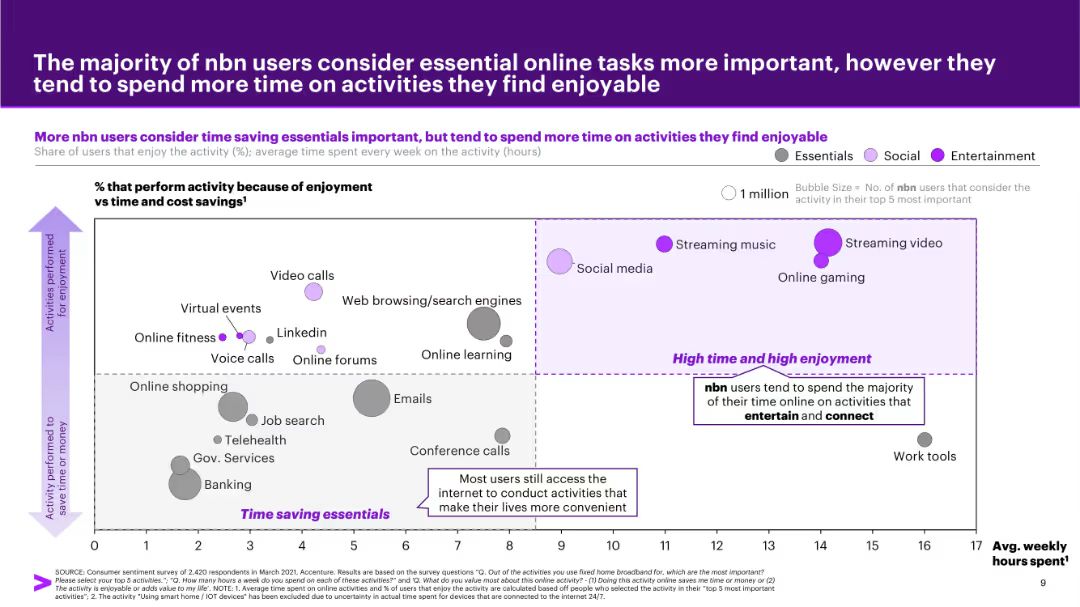 The majority of nbn users consider essential online tasks more important, however they
tend to spend more time on activities they find enjoyable
More nbn users consider time saving essentials important, but tend to spend more time on activities they find enjoyable
Share of users that enjoy the activity (%); average time spent every week on the activity (hours)
Essentials Social Entertainment
% that perform activity because of enjoyment
vs time and cost savings¹
1 million
Bubble Size = No. of nbn users that consider the
activity in their top 5 most important
Activities performed
for enjoyment
Activity performed to
save time or money
Streaming music
Streaming video
Social media
Online gaming
Video calls
Web browsing/search engines
Virtual events
Online fitness
Linkedin
Voice calls
Online forums
Online learning
High time and high enjoyment
nbn users tend to spend the majority
of their time online on activities that
entertain and connect
Online shopping
Emails
Job search
Telehealth
Conference calls
Gov. Services
Work tools
Banking
Most users still access the
internet to conduct activities that
make their lives more convenient
Time saving essentials
0 1 2 3 4 5 6 7 8 9 10 11 12 13 14 15 16 17
Avg. weekly
hours spent¹
SOURCE: Consumer sentiment survey of 2,420 respondents in March 2021, Accenture. Results are based on the survey questions "Q. Out of the activities you use fixed home broadband for, which are the most important?
Please select your top 5 activities."; "Q. How many hours a week do you spend on each of these activities?" and 'Q. What do you value most about this online activity? - (1) Doing this activity online saves me time or money or (2)
The activity is enjoyable or adds value to my life'. NOTE: 1. Average time spent on online activities and % of users that enjoy the activity are calculated based off people who selected the activity in their "top 5 most important
activities"; 2. The activity "Using smart home / IOT devices" has been excluded due to uncertainty in actual time spent for devices that are connected to the internet 24/7.
9